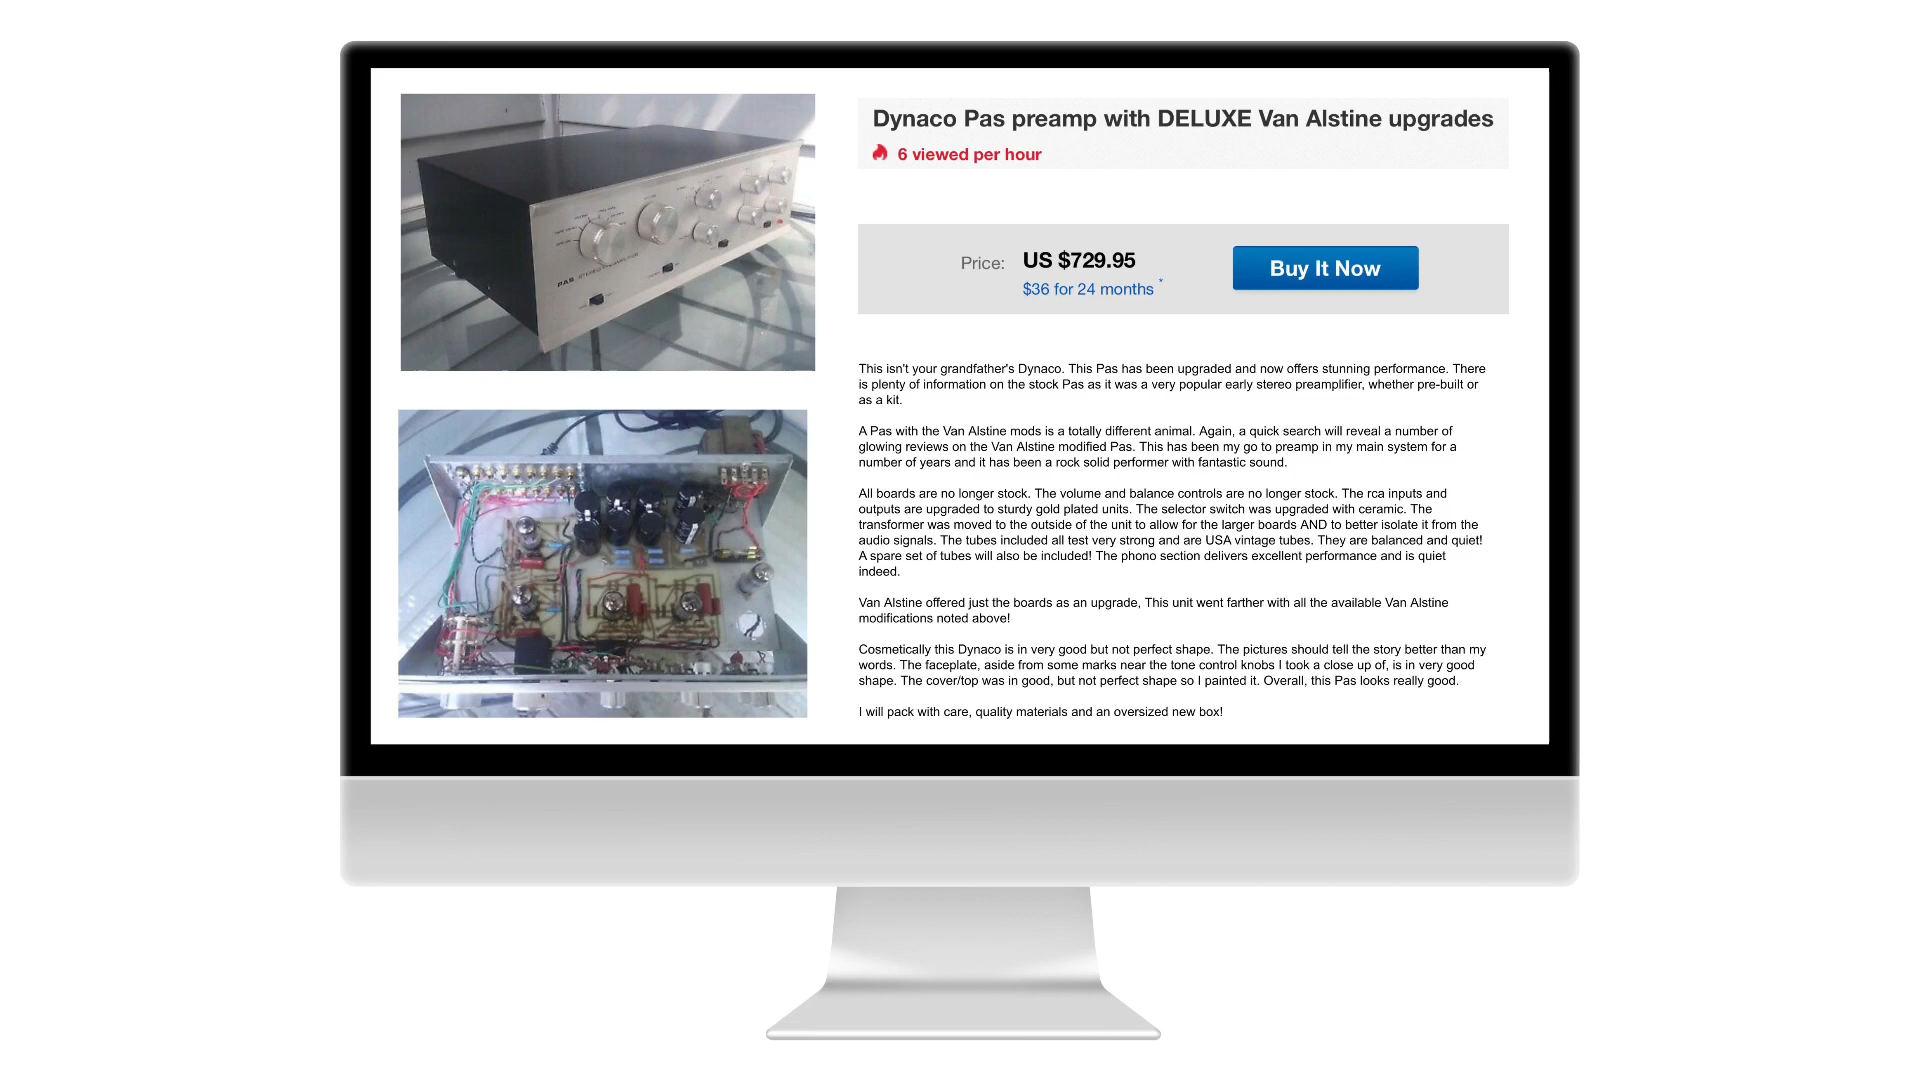 Dynaco Pas preamp with DELUXE Van Alstine upgrades
6 viewed per hour
Price:
US $729.95
$36 for 24 months *
Buy It Now
This isn't your grandfather's Dynaco. This Pas has been upgraded and now offers stunning performance. There
is plenty of information on the stock Pas as it was a very popular early stereo preamplifier, whether pre-built or
as a kit.
A Pas with the Van Alstine mods is a totally different animal. Again, a quick search will reveal a number of
glowing reviews on the Van Alstine modified Pas. This has been my go to preamp in my main system for a
number of years and it has been a rock solid performer with fantastic sound.
All boards are no longer stock. The volume and balance controls are no longer stock. The rca inputs and
outputs are upgraded to sturdy gold plated units. The selector switch was upgraded with ceramic. The
transformer was moved to the outside of the unit to allow for the larger boards AND to better isolate it from the
audio signals. The tubes included all test very strong and are USA vintage tubes. They are balanced and quiet!
A spare set of tubes will also be included! The phono section delivers excellent performance and is quiet
indeed.
Van Alstine offered just the boards as an upgrade, This unit went farther with all the available Van Alstine
modifications noted above!
Cosmetically this Dynaco is in very good but not perfect shape. The pictures should tell the story better than my
words. The faceplate, aside from some marks near the tone control knobs I took a close up of, is in very good
shape. The cover/top was in good, but not perfect shape so I painted it. Overall, this Pas looks really good.
I will pack with care, quality materials and an oversized new box!
PAS STEREO PREAMPLIFIER